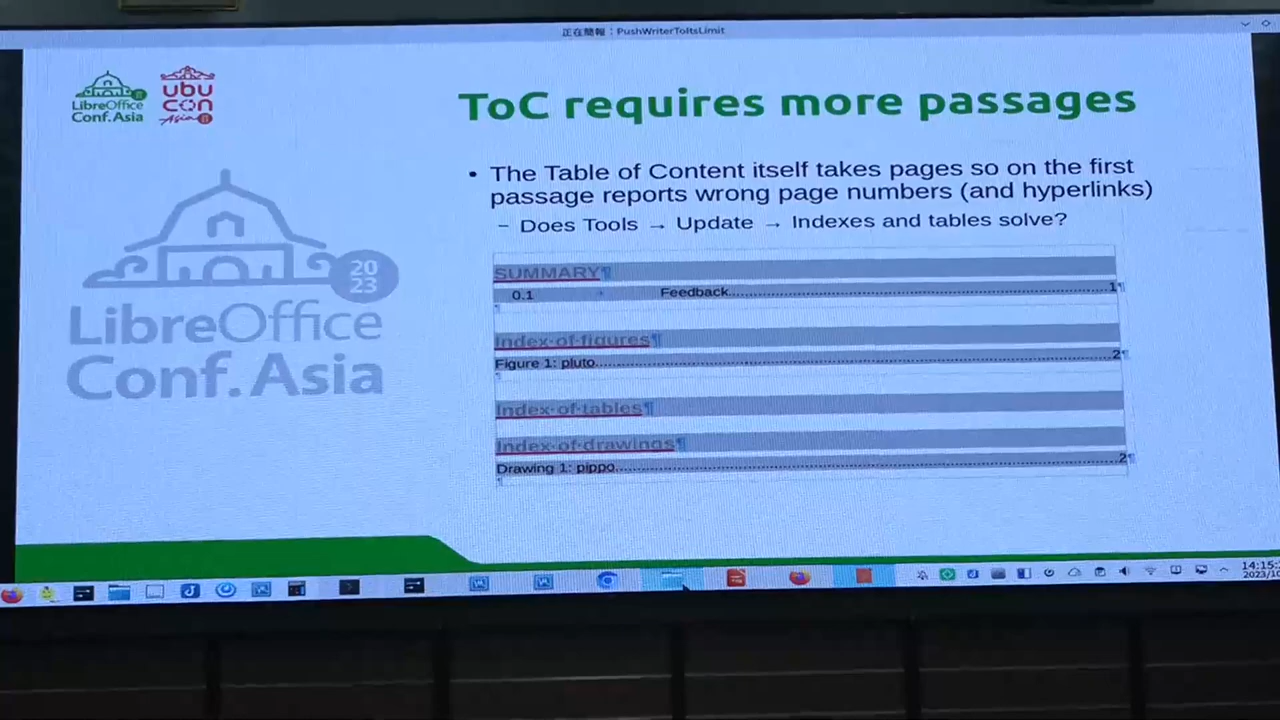 正在簡報：PushWriterToItsLimit
LibreOffice
Conf.Asia
ubu
con
Asia
ToC requires more passages
• The Table of Content itself takes pages so on the first
passage reports wrong page numbers (and hyperlinks)
– Does Tools → Update → Indexes and tables solve?
SUMMARY¶
0.1 Feedback........1¶
Index·of·figures¶
Figure 1: pluto........2¶
Index·of·tables¶
Index·of·drawings¶
Drawing 1: pippo........2¶
20
23
LibreOffice
Conf.Asia
14:15:
2023/10